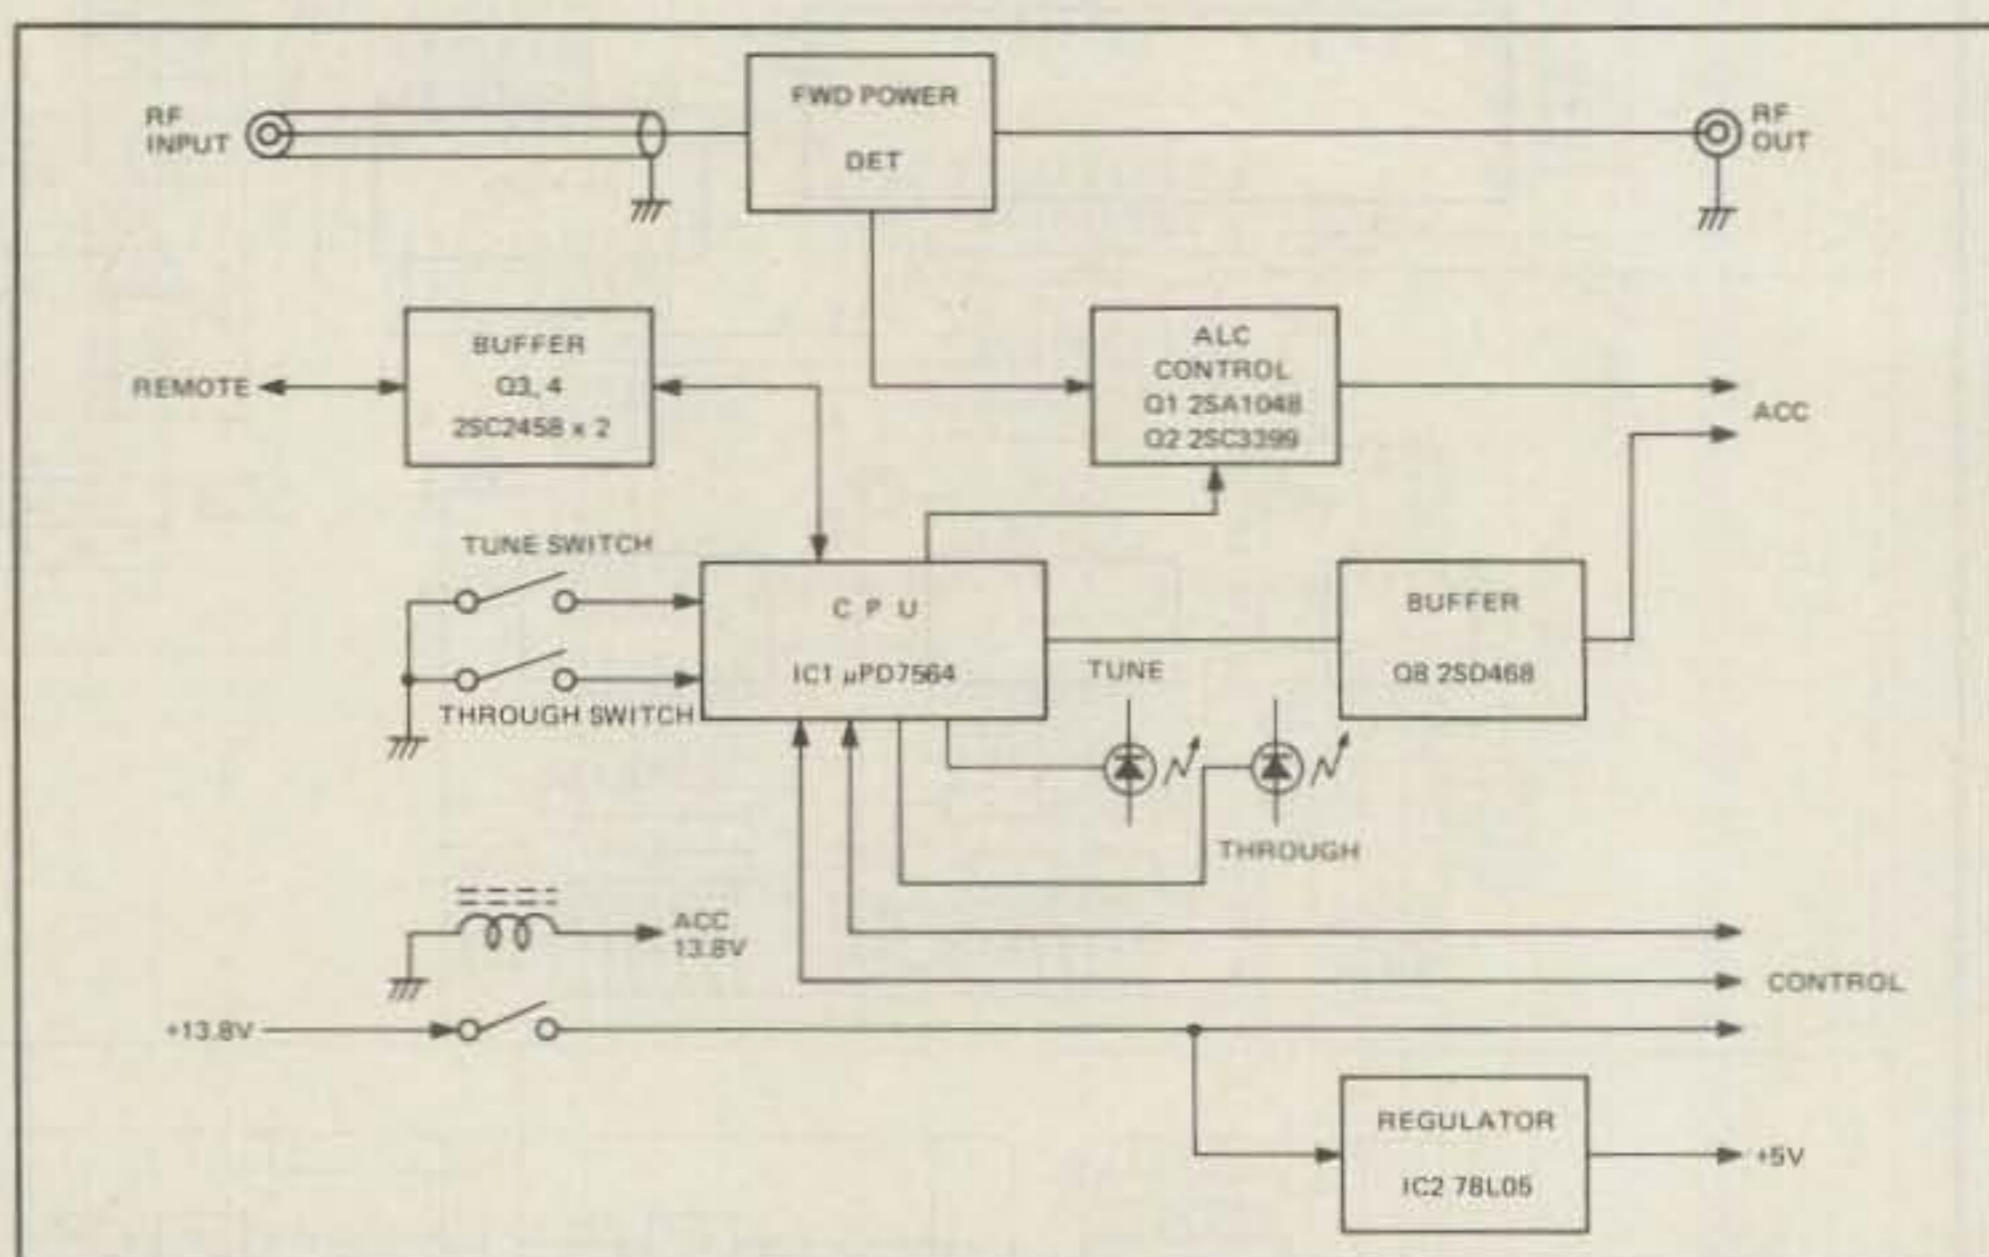 RF
INPUT
FWD POWER
DET
RF
OUT
BUFFER
Q3, 4
2SC2458 x 2
REMOTE
ALC
CONTROL
Q1 2SA1048
Q2 2SC3399
ACC
TUNE SWITCH
THROUGH SWITCH
C P U
IC1 µPD7564
TUNE
THROUGH
BUFFER
Q8 2SD468
ACC
13.8V
CONTROL
+13.8V
REGULATOR
IC2 78L05
+5V